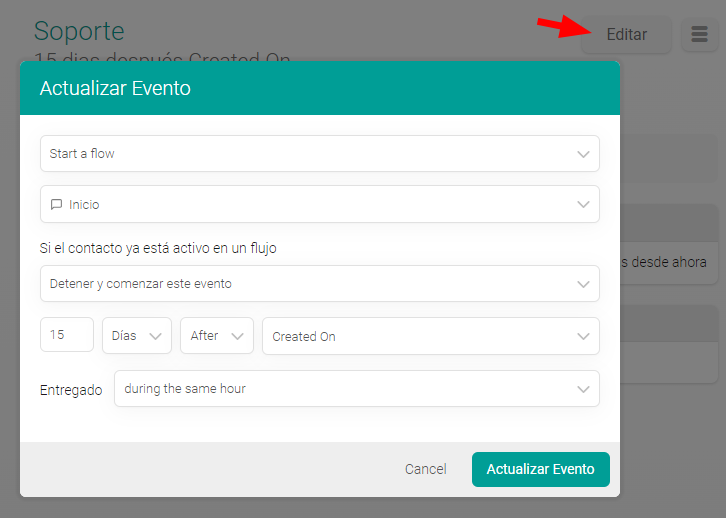 Soporte
Editar
15 dias después Created On
Actualizar Evento
Start a flow
Inicio
Si el contacto ya está activo en un flujo
s desde ahora
Detener y comenzar este evento
15 Días After Created On
Entregado during the same hour
Cancel Actualizar Evento